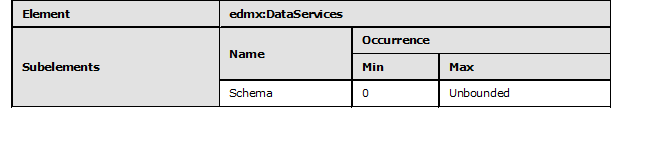 Element edmx:DataServices
Subelements Name Occurrence
Min Max
Schema 0 Unbounded